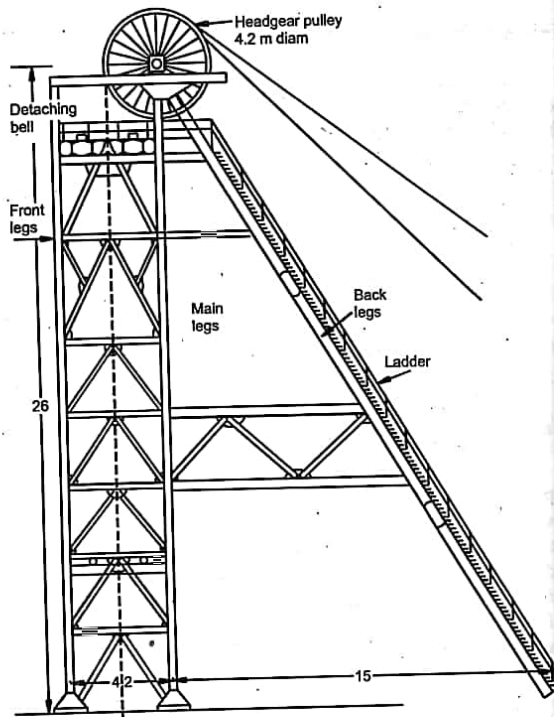 Headgear pulley
4.2 m diam
Detaching
bell
Front
legs
Main
legs
Back
legs
Ladder
26
4.2
15